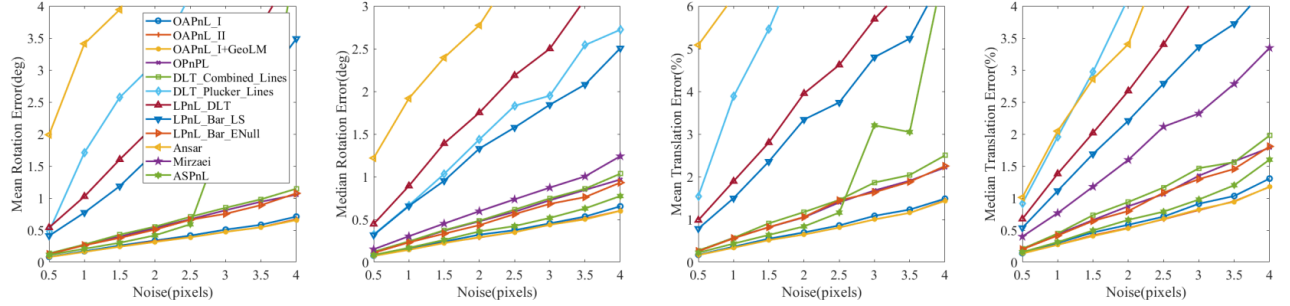 Mean Rotation Error(deg)
4
3.5
3
2.5
2
1.5
1
0.5
0
0.5 1 1.5 2 2.5 3 3.5 4
Noise(pixels)
OAPnL_I
OAPnL_II
OAPnL_I+GeoLM
OPnPL
DLT_Combined_Lines
DLT_Plucker_Lines
LPnL_DLT
LPnL_Bar_LS
LPnL_Bar_ENull
Ansar
Mirzaei
ASPnL
Median Rotation Error(deg)
3
2.5
2
1.5
1
0.5
0
0.5 1 1.5 2 2.5 3 3.5 4
Noise(pixels)
Mean Translation Error(%)
6
5
4
3
2
1
0
0.5 1 1.5 2 2.5 3 3.5 4
Noise(pixels)
Median Translation Error(%)
4
3.5
3
2.5
2
1.5
1
0.5
0
0.5 1 1.5 2 2.5 3 3.5 4
Noise(pixels)